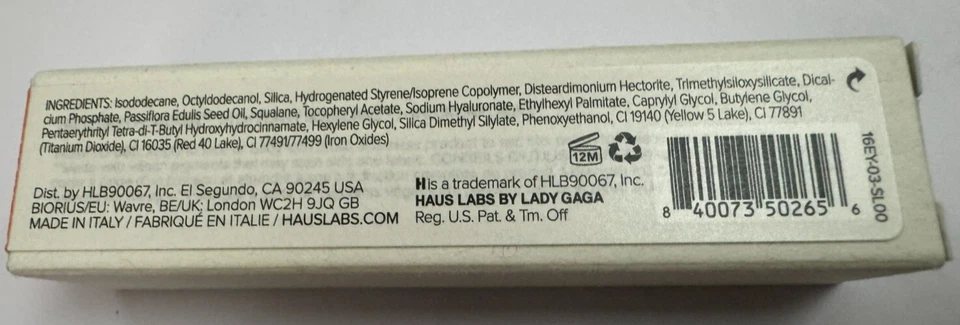 INGREDIENTS: Isododecane, Octyldodecanol, Silica, Hydrogenated Styrene/Isoprene Copolymer, Disteardimonium Hectorite, Trimethylsiloxysilicate, Dical-
cium Phosphate, Passiflora Edulis Seed Oil, Squalane, Tocopheryl Acetate, Sodium Hyaluronate, Ethylhexyl Palmitate, Caprylyl Glycol, Butylene Glycol,
Pentaerythrityl Tetra-di-T-Butyl Hydroxyhydrocinnamate, Hexylene Glycol, Silica Dimethyl Silylate, Phenoxyethanol, CI 19140 (Yellow 5 Lake), CI 77891
(Titanium Dioxide), CI 16035 (Red 40 Lake), CI 77491/77499 (Iron Oxides)
12M
Dist. by HLB90067, Inc. El Segundo, CA 90245 USA
BIORIUS/EU: Wavre, BE/UK: London WC2H 9JQ GB
MADE IN ITALY / FABRIQUÉ EN ITALIE / HAUSLABS.COM
H is a trademark of HLB90067, Inc.
HAUS LABS BY LADY GAGA
Reg. U.S. Pat. & Tm. Off
8 40073 50265 6
16EY-03-SL00